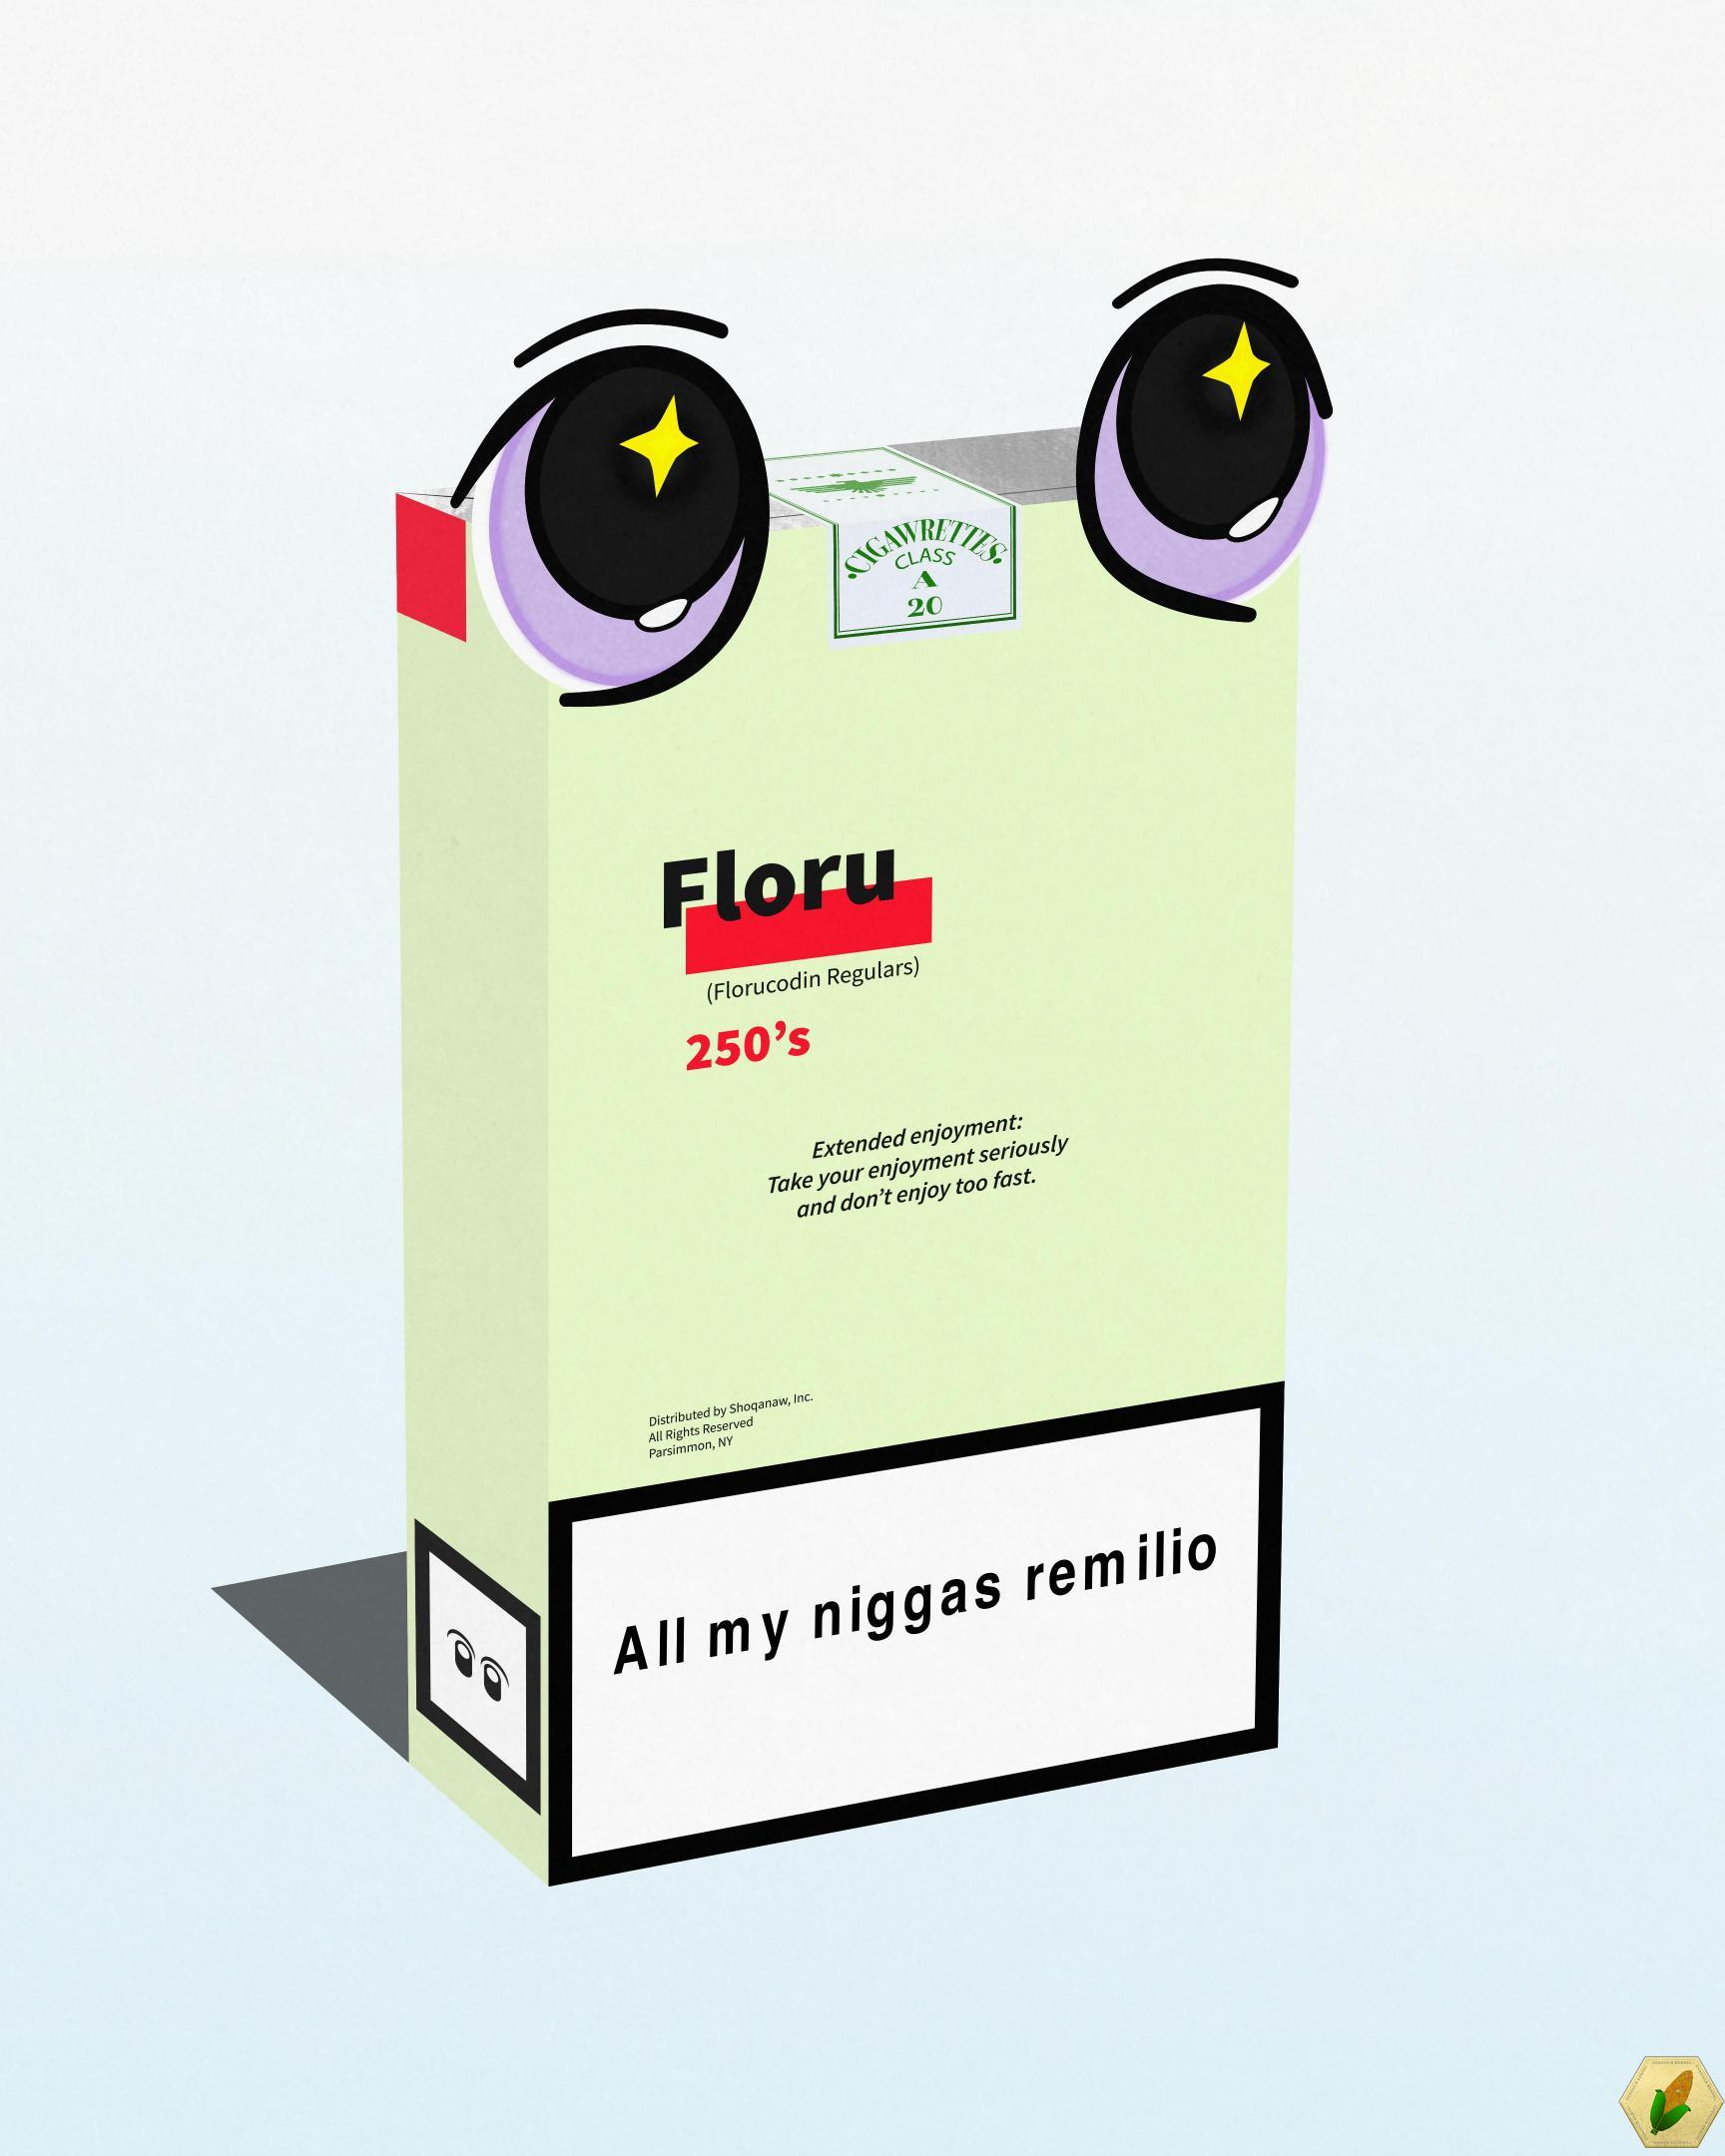 CIGAWRETTES
CLASS
A
20
Floru
(Florucodin Regulars)
250's
Extended enjoyment:
Take your enjoyment seriously
and don't enjoy too fast.
Distributed by Shoqanaw, Inc.
All Rights Reserved
Parsimmon, NY
All my niggas remilio